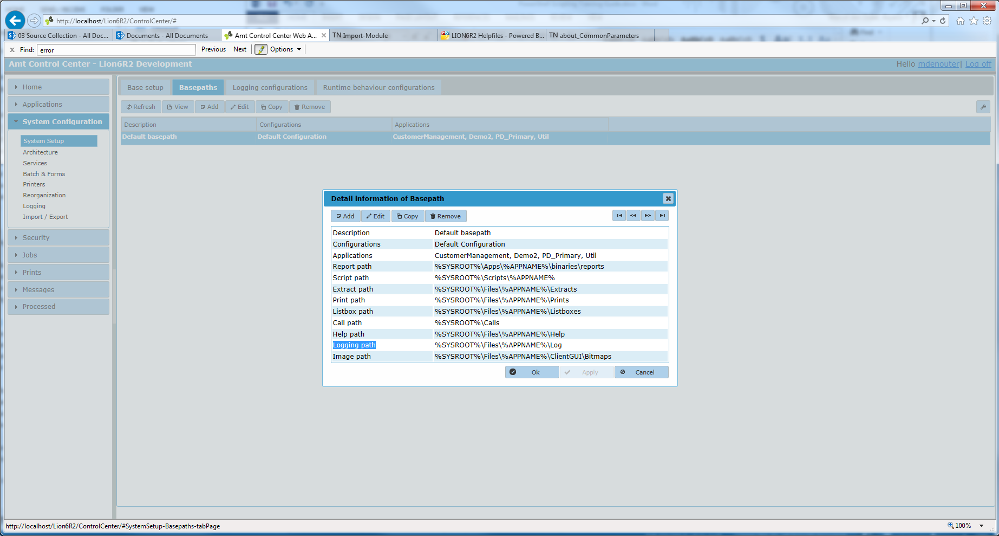 http://localhost/Lion6R2/ControlCenter/#
03 Source Collection - All Doc...
Documents - All Documents
Amt Control Center Web A...
TN Import-Module
LION6R2 Helpfiles - Powered B...
TN about_CommonParameters
Find: error Previous Next Options
Amt Control Center - Lion6R2 Development
Hello mdenouter| Log off
Home
Applications
System Configuration
System Setup
Architecture
Services
Batch & Forms
Printers
Reorganization
Logging
Import / Export
Security
Jobs
Prints
Messages
Processed
Base setup Basepaths Logging configurations Runtime behaviour configurations
Refresh View Add Edit Copy Remove
Description Configurations Applications
Default basepath Default Configuration CustomerManagement, Demo2, PD_Primary, Util
Detail information of Basepath
Add Edit Copy Remove
Description Default basepath
Configurations Default Configuration
Applications CustomerManagement, Demo2, PD_Primary, Util
Report path %SYSROOT%\Apps\%APPNAME%\binaries\reports
Script path %SYSROOT%\Scripts\%APPNAME%
Extract path %SYSROOT%\Files\%APPNAME%\Extracts
Print path %SYSROOT%\Files\%APPNAME%\Prints
Listbox path %SYSROOT%\Files\%APPNAME%\Listboxes
Call path %SYSROOT%\Calls
Help path %SYSROOT%\Files\%APPNAME%\Help
Logging path %SYSROOT%\Files\%APPNAME%\Log
Image path %SYSROOT%\Files\%APPNAME%\ClientGUI\Bitmaps
Ok Apply Cancel
http://localhost/Lion6R2/ControlCenter/#SystemSetup-Basepaths-tabPage
100%